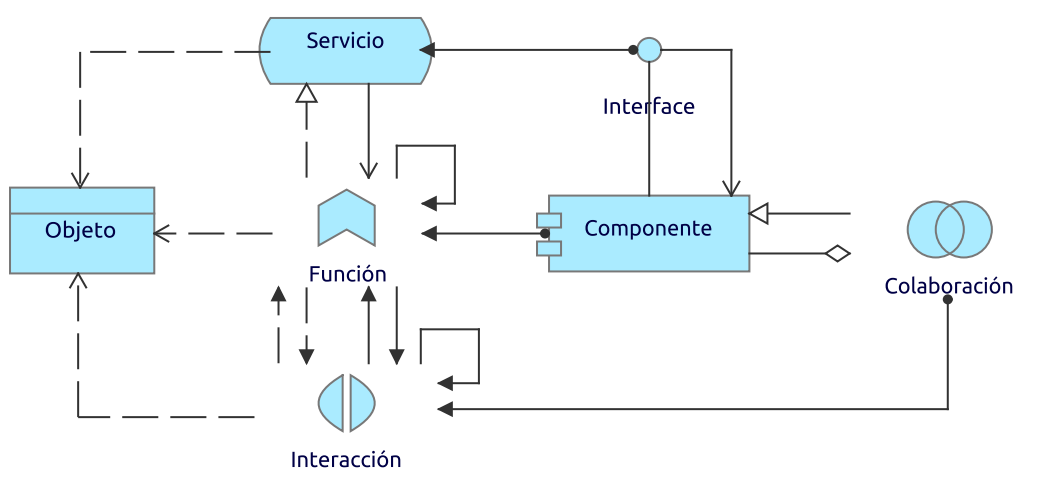 Servicio
Interface
Objeto
Componente
Función
Colaboración
Interacción